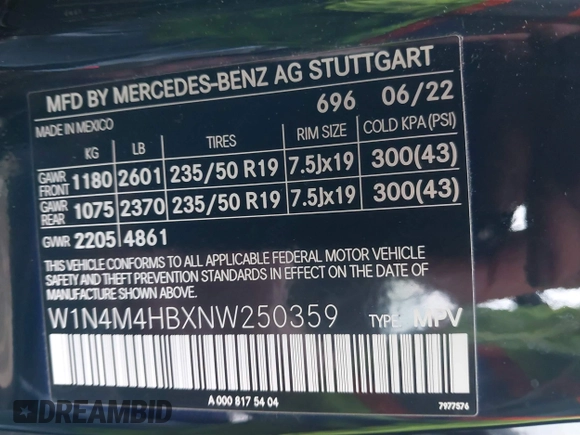 MFD BY MERCEDES-BENZ AG STUTTGART
696 06/22
MADE IN MEXICO
KG LB TIRES RIM SIZE COLD KPA(PSI)
GAWR FRONT 1180 2601 235/50 R19 7.5Jx19 300(43)
GAWR REAR 1075 2370 235/50 R19 7.5Jx19 300(43)
GVWR 2205 4861
THIS VEHICLE CONFORMS TO ALL APPLICABLE FEDERAL MOTOR VEHICLE
SAFETY AND THEFT PREVENTION STANDARDS IN EFFECT ON THE DATE OF
MANUFACTURE SHOWN ABOVE.
W1N4M4HBXNW250359 TYPE: MPV
A 000 817 54 04
7977576
DREAMBID